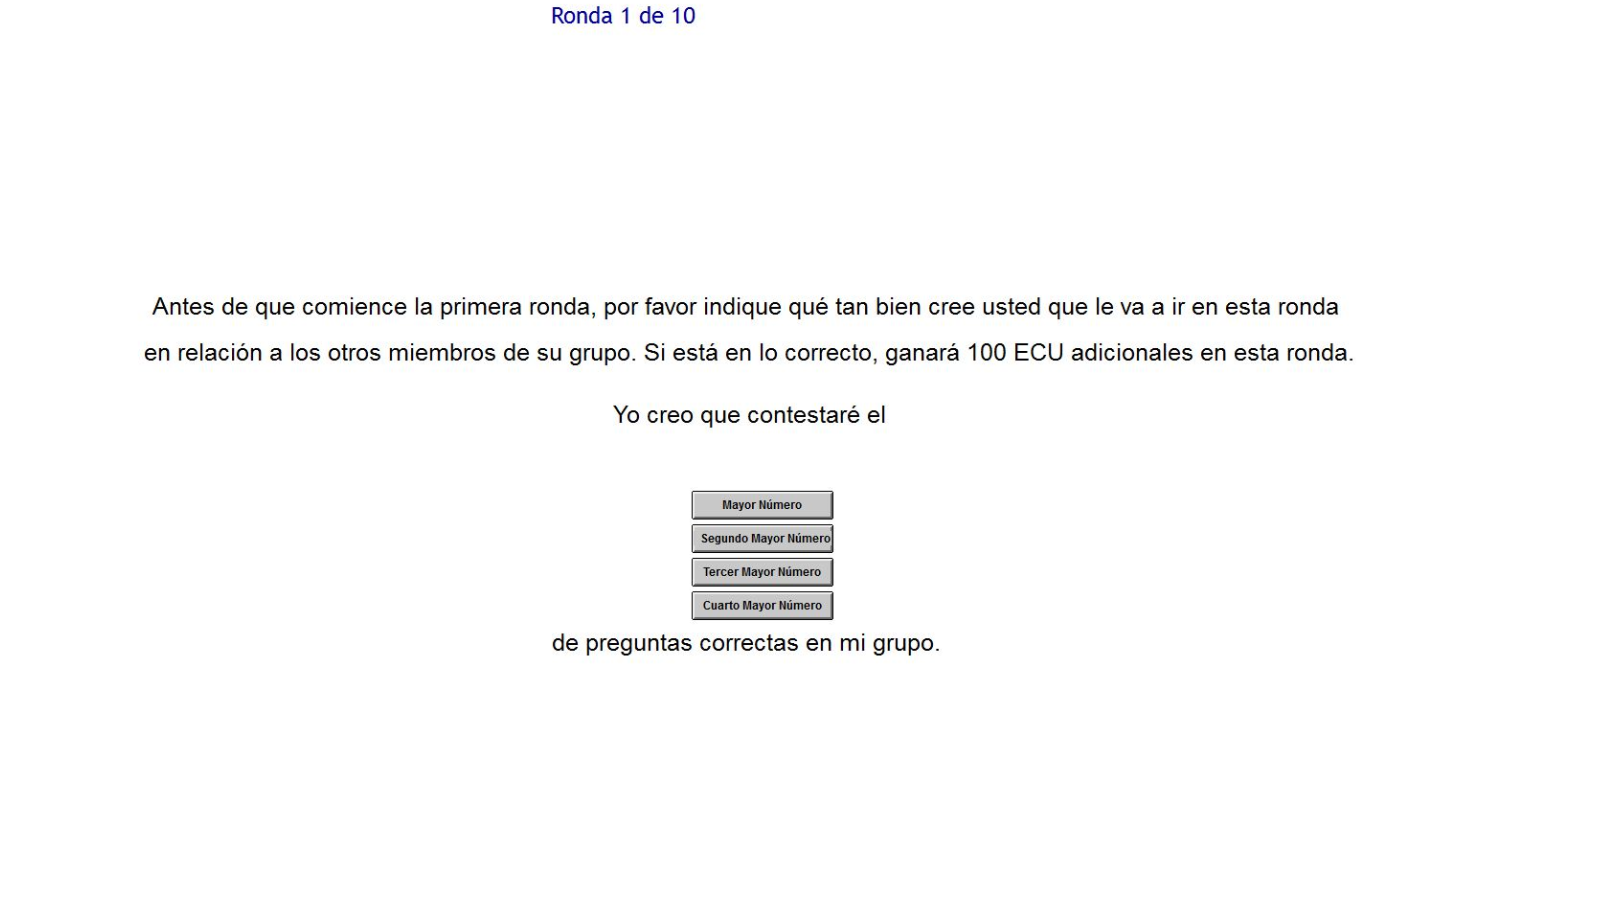 Ronda 1 de 10
Antes de que comience la primera ronda, por favor indique qué tan bien cree usted que le va a ir en esta ronda
en relación a los otros miembros de su grupo. Si está en lo correcto, ganará 100 ECU adicionales en esta ronda.
Yo creo que contestaré el
Mayor Número
Segundo Mayor Número
Tercer Mayor Número
Cuarto Mayor Número
de preguntas correctas en mi grupo.